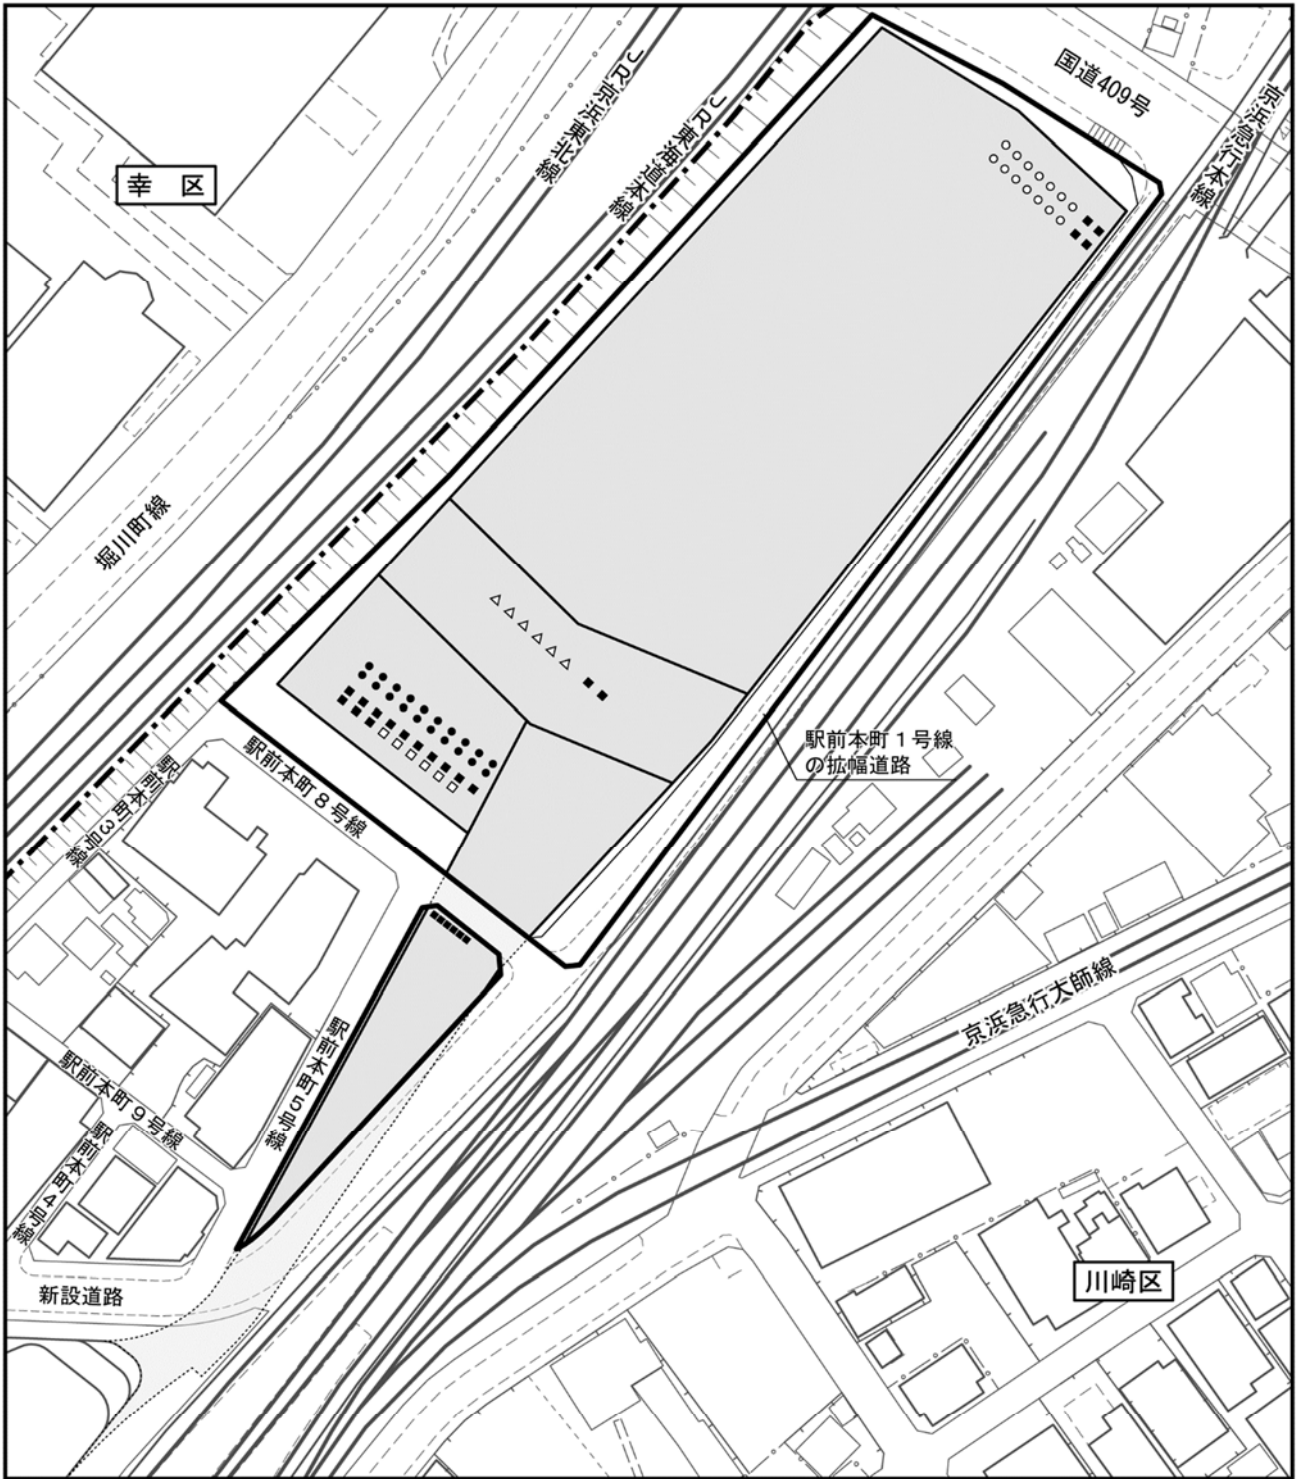 国道409号
京浜急行本線
JR京浜東北線
JR東海道本線
幸 区
堀川町線
駅前本町1号線
の拡幅道路
駅前本町8号線
駅前本町3号線
京浜急行大師線
駅前本町5号線
駅前本町9号線
駅前本町4号線
川崎区
新設道路